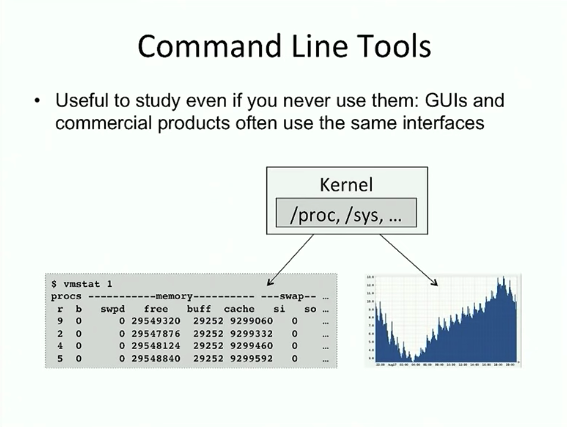 Command Line Tools
• Useful to study even if you never use them: GUIs and
commercial products often use the same interfaces
Kernel
/proc, /sys, …
$ vmstat 1
procs -----------memory---------- ---swap-- …
r b swpd free buff cache si so …
9 0 0 29549320 29252 9299060 0 …
2 0 0 29547876 29252 9299332 0 …
4 0 0 29548124 29252 9299460 0 …
5 0 0 29548840 29252 9299592 0 …